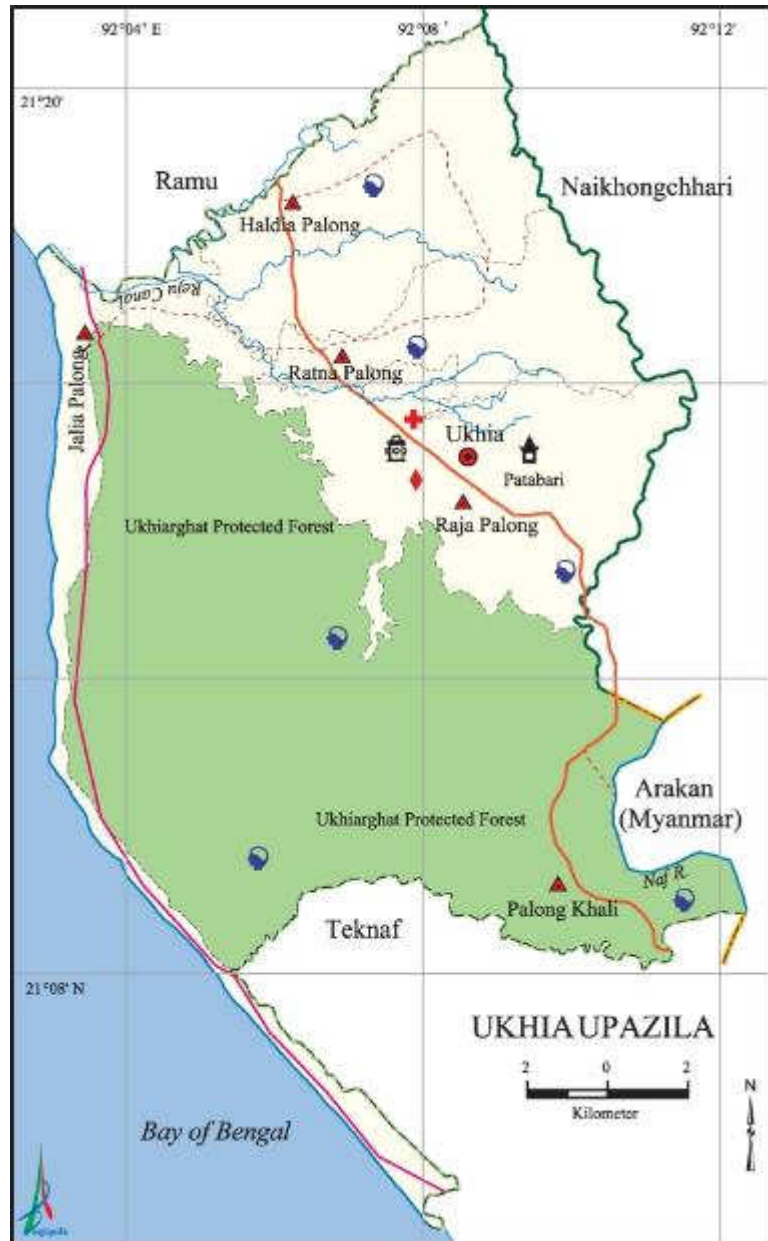 92°04' E
92°08'
92°12'
21°20'
Ramu
Naikhongchhari
Haldia Palong
Reju Canal
Jalia Palong
Ratna Palong
Ukhia
Patabari
Raja Palong
Ukhiarghat Protected Forest
Arakan
(Myanmar)
Ukhiarghat Protected Forest
Naf R.
Palong Khali
Teknaf
21°08' N
UKHIA UPAZILA
2 0 2
Kilometer
N
Bay of Bengal